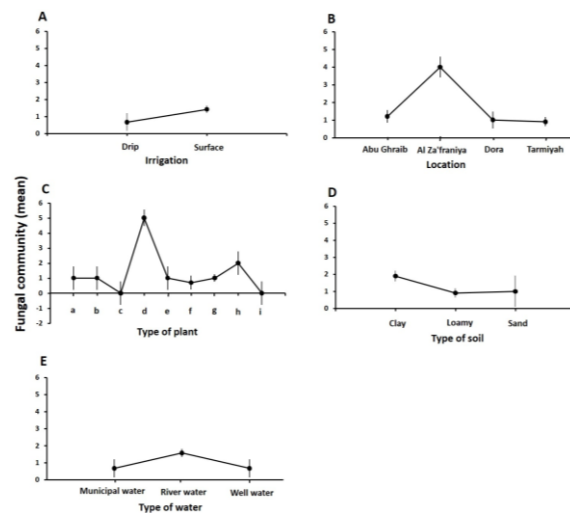 A
6
5
4
3
2
1
0
Drip Surface
Irrigation
B
6
5
4
3
2
1
0
Abu Ghraib Al Za'franiya Dora Tarmiyah
Location
Fungal community (mean)
C
6
5
4
3
2
1
0
-1
-2
a b c d e f g h i
Type of plant
D
6
5
4
3
2
1
0
Clay Loamy Sand
Type of soil
E
6
5
4
3
2
1
0
Municipal water River water Well water
Type of water